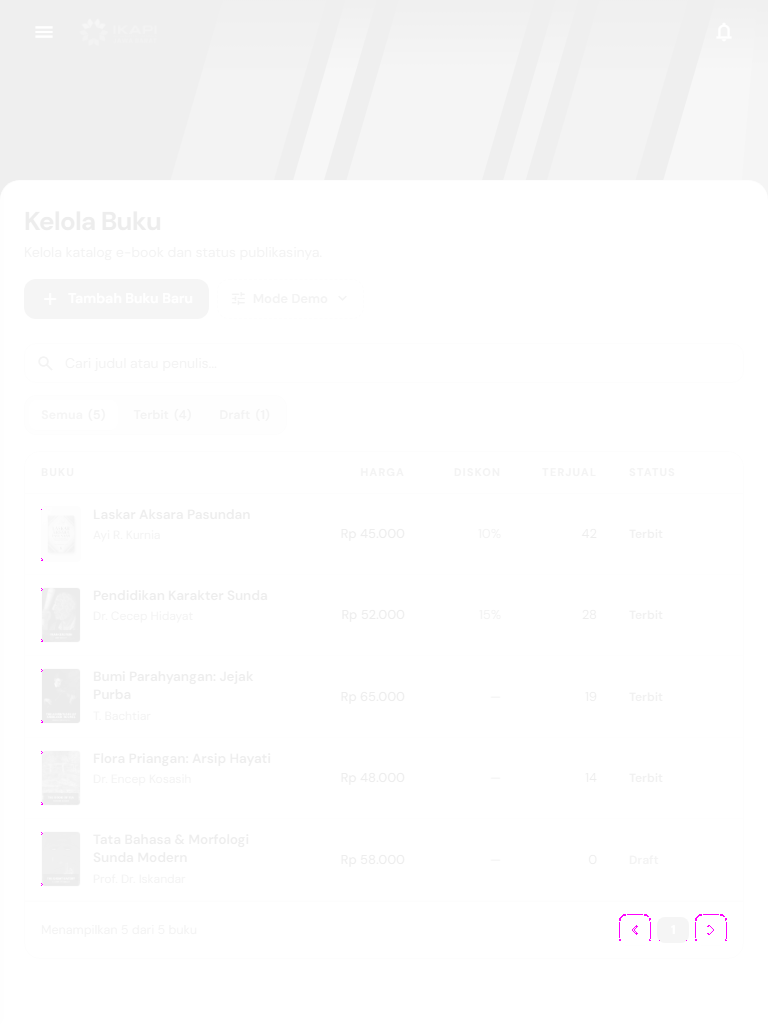 IKARI
Kelola Buku
Kelola katalog e-book dan status publikasinya.
Tambah Buku Baru
Mode Demo
Cari judul atau penulis...
Semua (5)
Terbit (4)
Draft (1)
BUKU HARGA DISKON TERJUAL STATUS
Laskar Aksara Pasundan
Ayi R. Kurnia
Rp 45.000 10% 42 Terbit
Pendidikan Karakter Sunda
Dr. Cecep Hidayat
Rp 52.000 15% 28 Terbit
Bumi Parahyangan: Jejak
Purba
T. Bachtiar
Rp 65.000 — 19 Terbit
Flora Priangan: Arsip Hayati
Dr. Encep Kosasih
Rp 48.000 — 14 Terbit
Tata Bahasa & Morfologi
Sunda Modern
Prof. Dr. Iskandar
Rp 58.000 — 0 Draft
Menampilkan 5 dari 5 buku
1